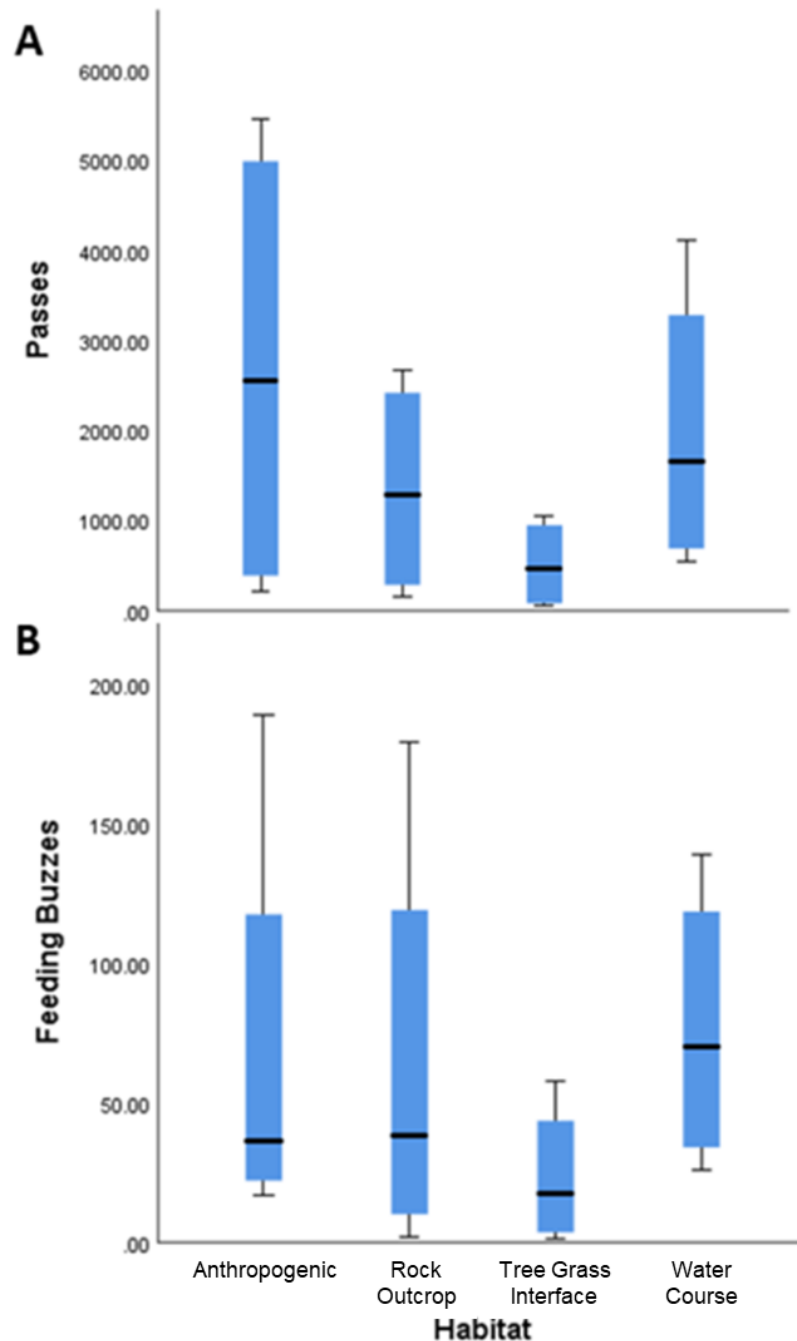 A
Passes
6000.00
5000.00
4000.00
3000.00
2000.00
1000.00
.00
B
Feeding Buzzes
200.00
150.00
100.00
50.00
.00
Anthropogenic
Rock
Outcrop
Tree Grass
Interface
Water
Course
Habitat